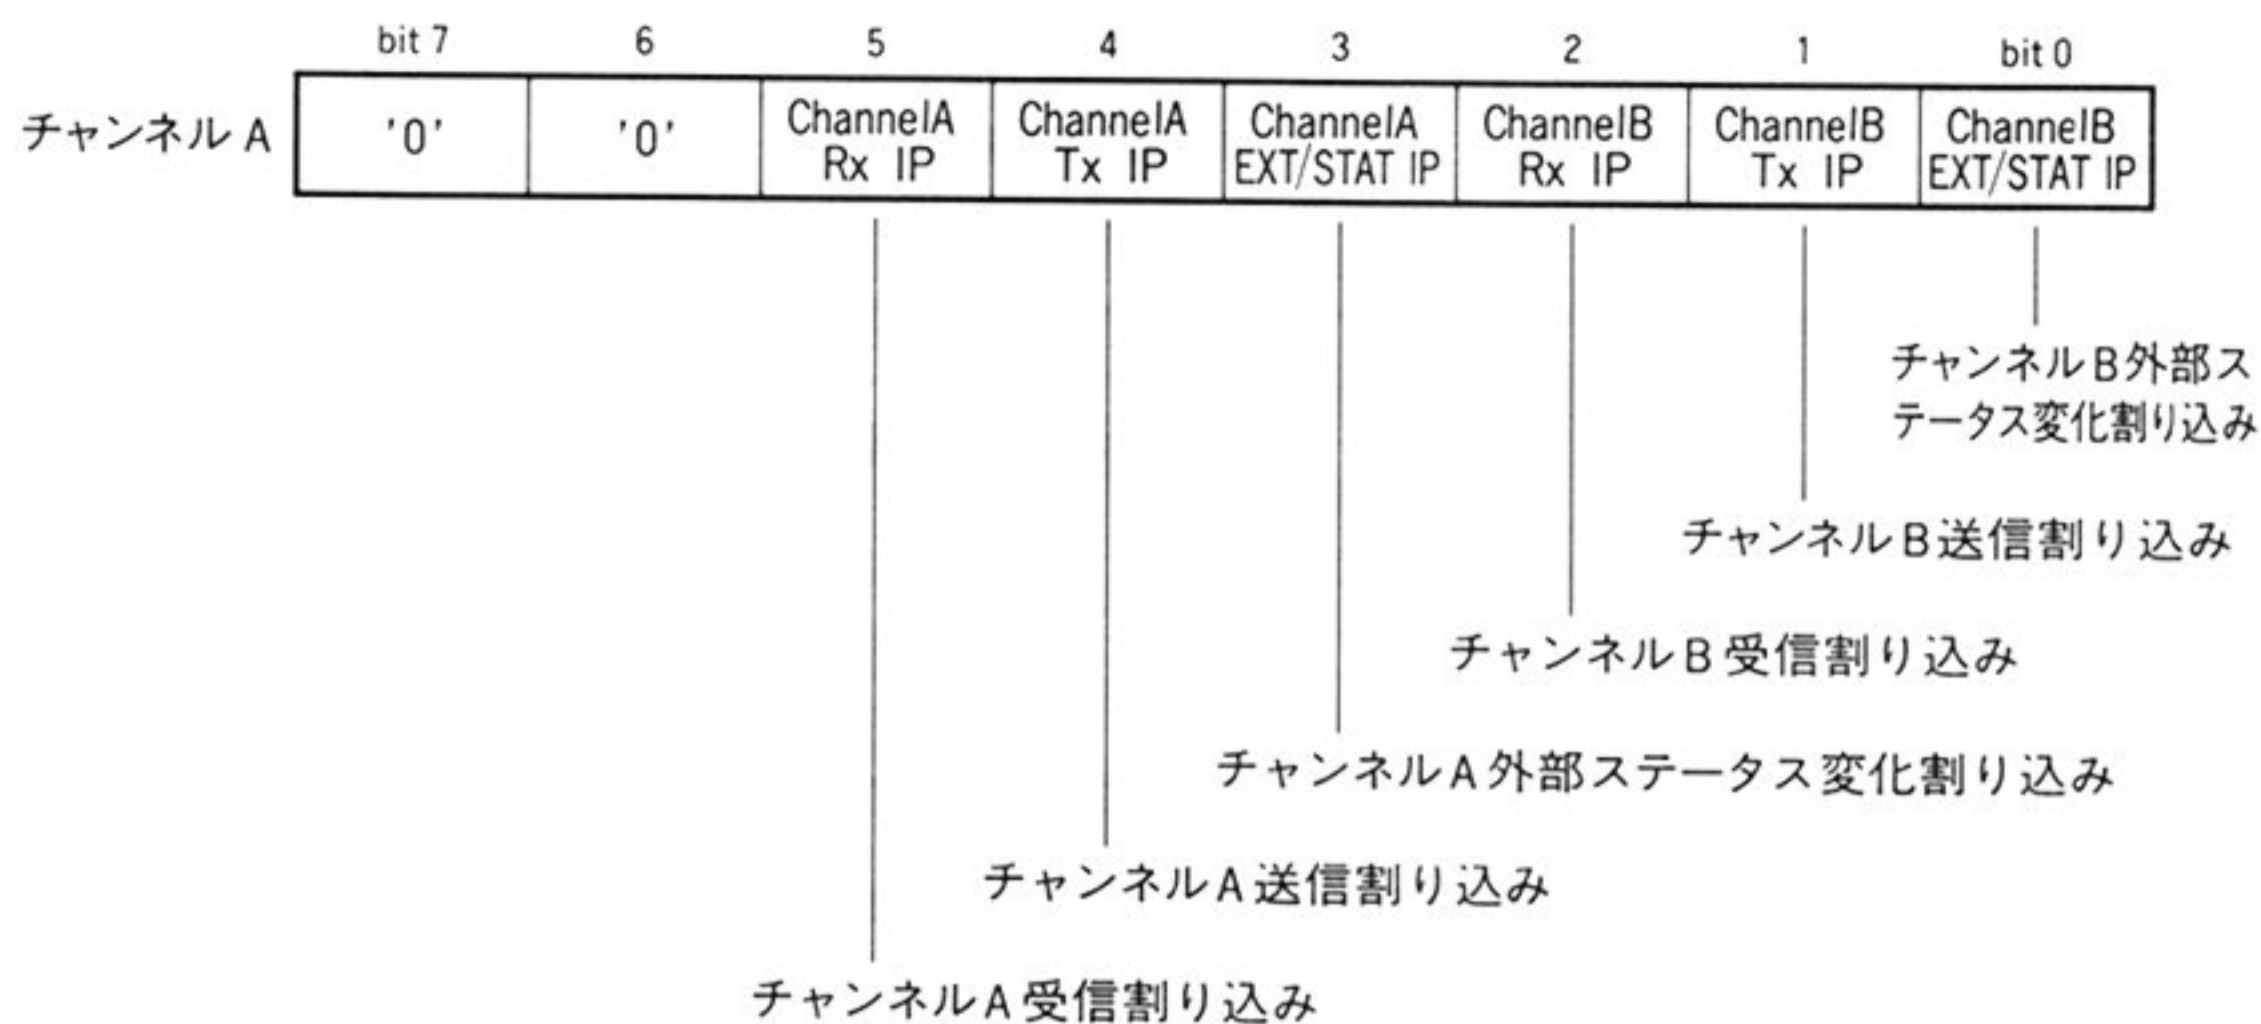 bit 7 6 5 4 3 2 1 bit 0
チャンネル A '0' '0' ChannelA ChannelA ChannelA ChannelB ChannelB ChannelB
Rx IP Tx IP EXT/STAT IP Rx IP Tx IP EXT/STAT IP
チャンネルB外部ス
テータス変化割り込み
チャンネルB送信割り込み
チャンネルB受信割り込み
チャンネルA外部ステータス変化割り込み
チャンネルA送信割り込み
チャンネルA受信割り込み